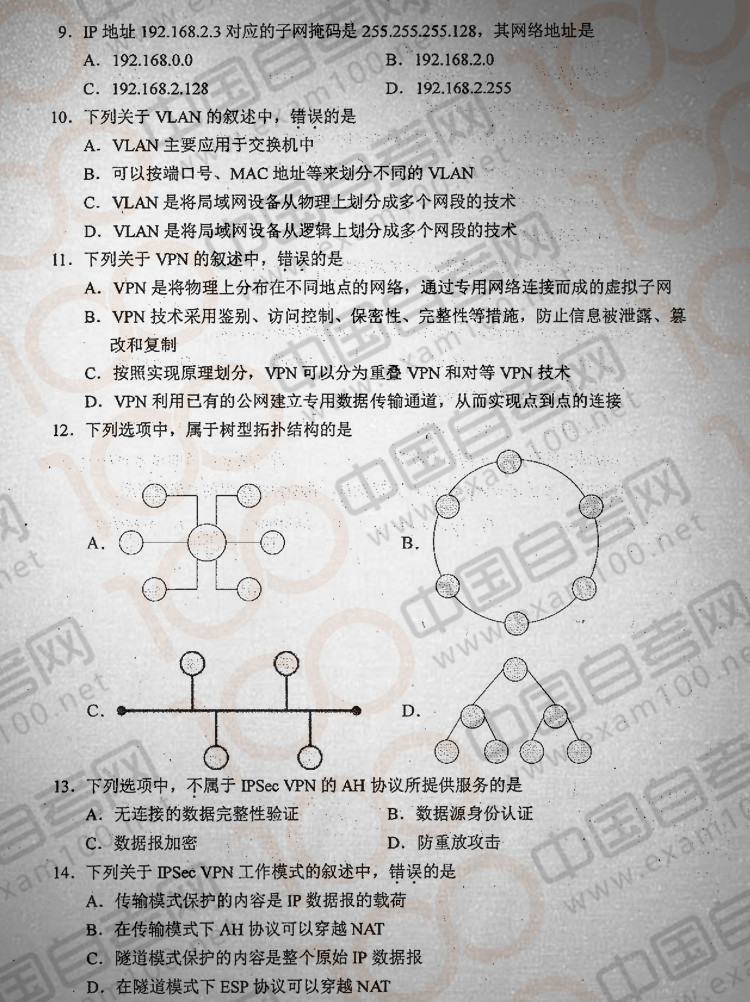 9. IP 地址 192.168.2.3 对应的子网掩码是 255.255.255.128，其网络地址是
A. 192.168.0.0 B. 192.168.2.0
C. 192.168.2.128 D. 192.168.2.255
10. 下列关于 VLAN 的叙述中，错误的是
A. VLAN 主要应用于交换机中
B. 可以按端口号、MAC 地址等来划分不同的 VLAN
C. VLAN 是将局域网设备从物理上划分成多个网段的技术
D. VLAN 是将局域网设备从逻辑上划分成多个网段的技术
11. 下列关于 VPN 的叙述中，错误的是
A. VPN 是将物理上分布在不同地点的网络，通过专用网络连接而成的虚拟子网
B. VPN 技术采用鉴别、访问控制、保密性、完整性等措施，防止信息被泄露、篡
改和复制
C. 按照实现原理划分，VPN 可以分为重叠 VPN 和对等 VPN 技术
D. VPN 利用已有的公网建立专用数据传输通道，从而实现点到点的连接
12. 下列选项中，属于树型拓扑结构的是
A. B.
C. D.
13. 下列选项中，不属于 IPSec VPN 的 AH 协议所提供服务的是
A. 无连接的数据完整性验证 B. 数据源身份认证
C. 数据报加密 D. 防重放攻击
14. 下列关于 IPSec VPN 工作模式的叙述中，错误的是
A. 传输模式保护的内容是 IP 数据报的载荷
B. 在传输模式下 AH 协议可以穿越 NAT
C. 隧道模式保护的内容是整个原始 IP 数据报
D. 在隧道模式下 ESP 协议可以穿越 NAT
中国自考网
www.exam100.net